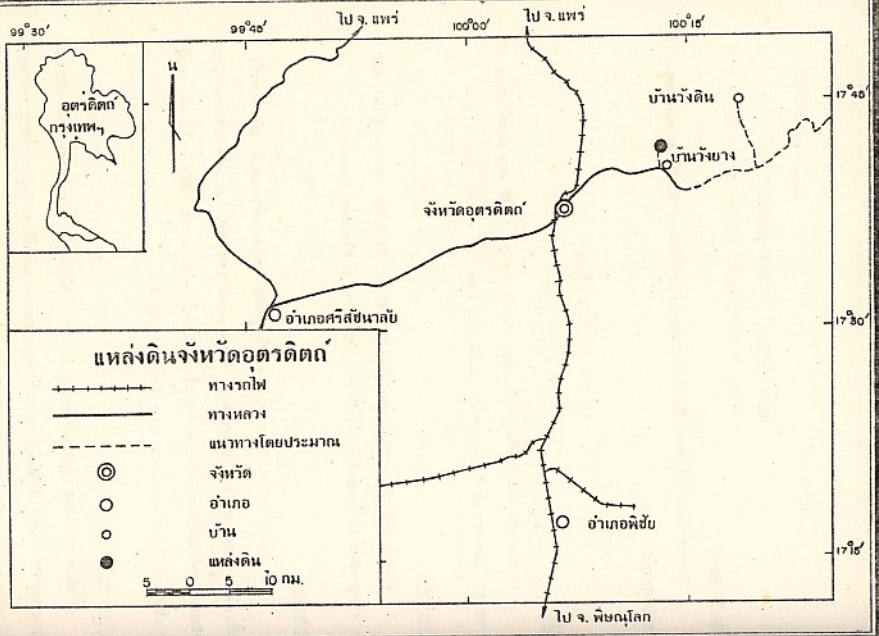 ไป จ. แพร่
ไป จ. แพร่
99°30′
99°45′
100°00′
100°15′
น
อุตรดิตถ์
กรุงเทพฯ
บ้านวังดิน
17°45′
บ้านวังยาง
จังหวัดอุตรดิตถ์
อำเภอศรีสัชนาลัย
17°30′
แหล่งดินจังหวัดอุตรดิตถ์
ทางรถไฟ
ทางหลวง
แนวทางโดยประมาณ
จังหวัด
อำเภอ
บ้าน
แหล่งดิน
5 0 5 10 กม.
อำเภอพิชัย
17°15′
ไป จ. พิษณุโลก